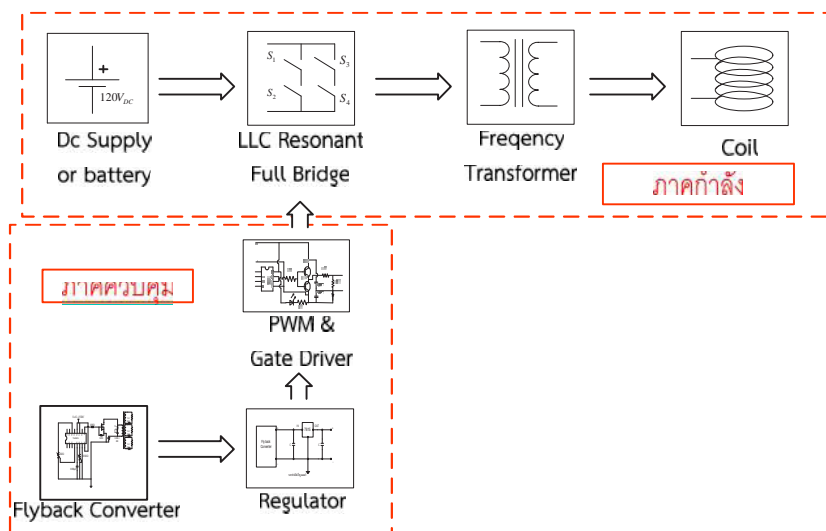 +
120V_DC
S₁
S₂
S₃
S₄
Dc Supply
or battery
LLC Resonant
Full Bridge
Freqency
Transformer
Coil
ภาคกำลัง
ภาคควบคุม
PWM &
Gate Driver
Flyback Converter
Regulator